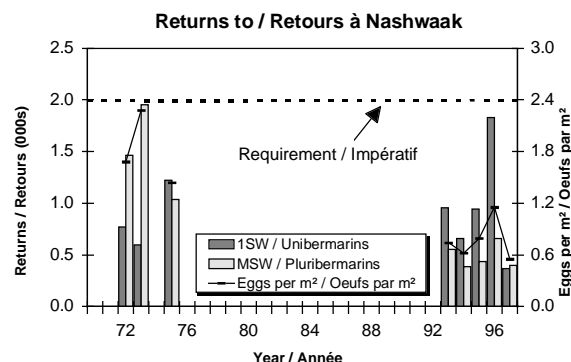 Returns to / Retours à Nashwaak
Returns / Retours (000s)
2.5
2.0
1.5
1.0
0.5
0.0
3.0
2.4
1.8
1.2
0.6
0.0
Eggs per m² / Oeufs par m²
Requirement / Impératif
1SW / Unibermarins
MSW / Pluribermarins
Eggs per m² / Oeufs par m²
72 76 80 84 88 92 96
Year / Année